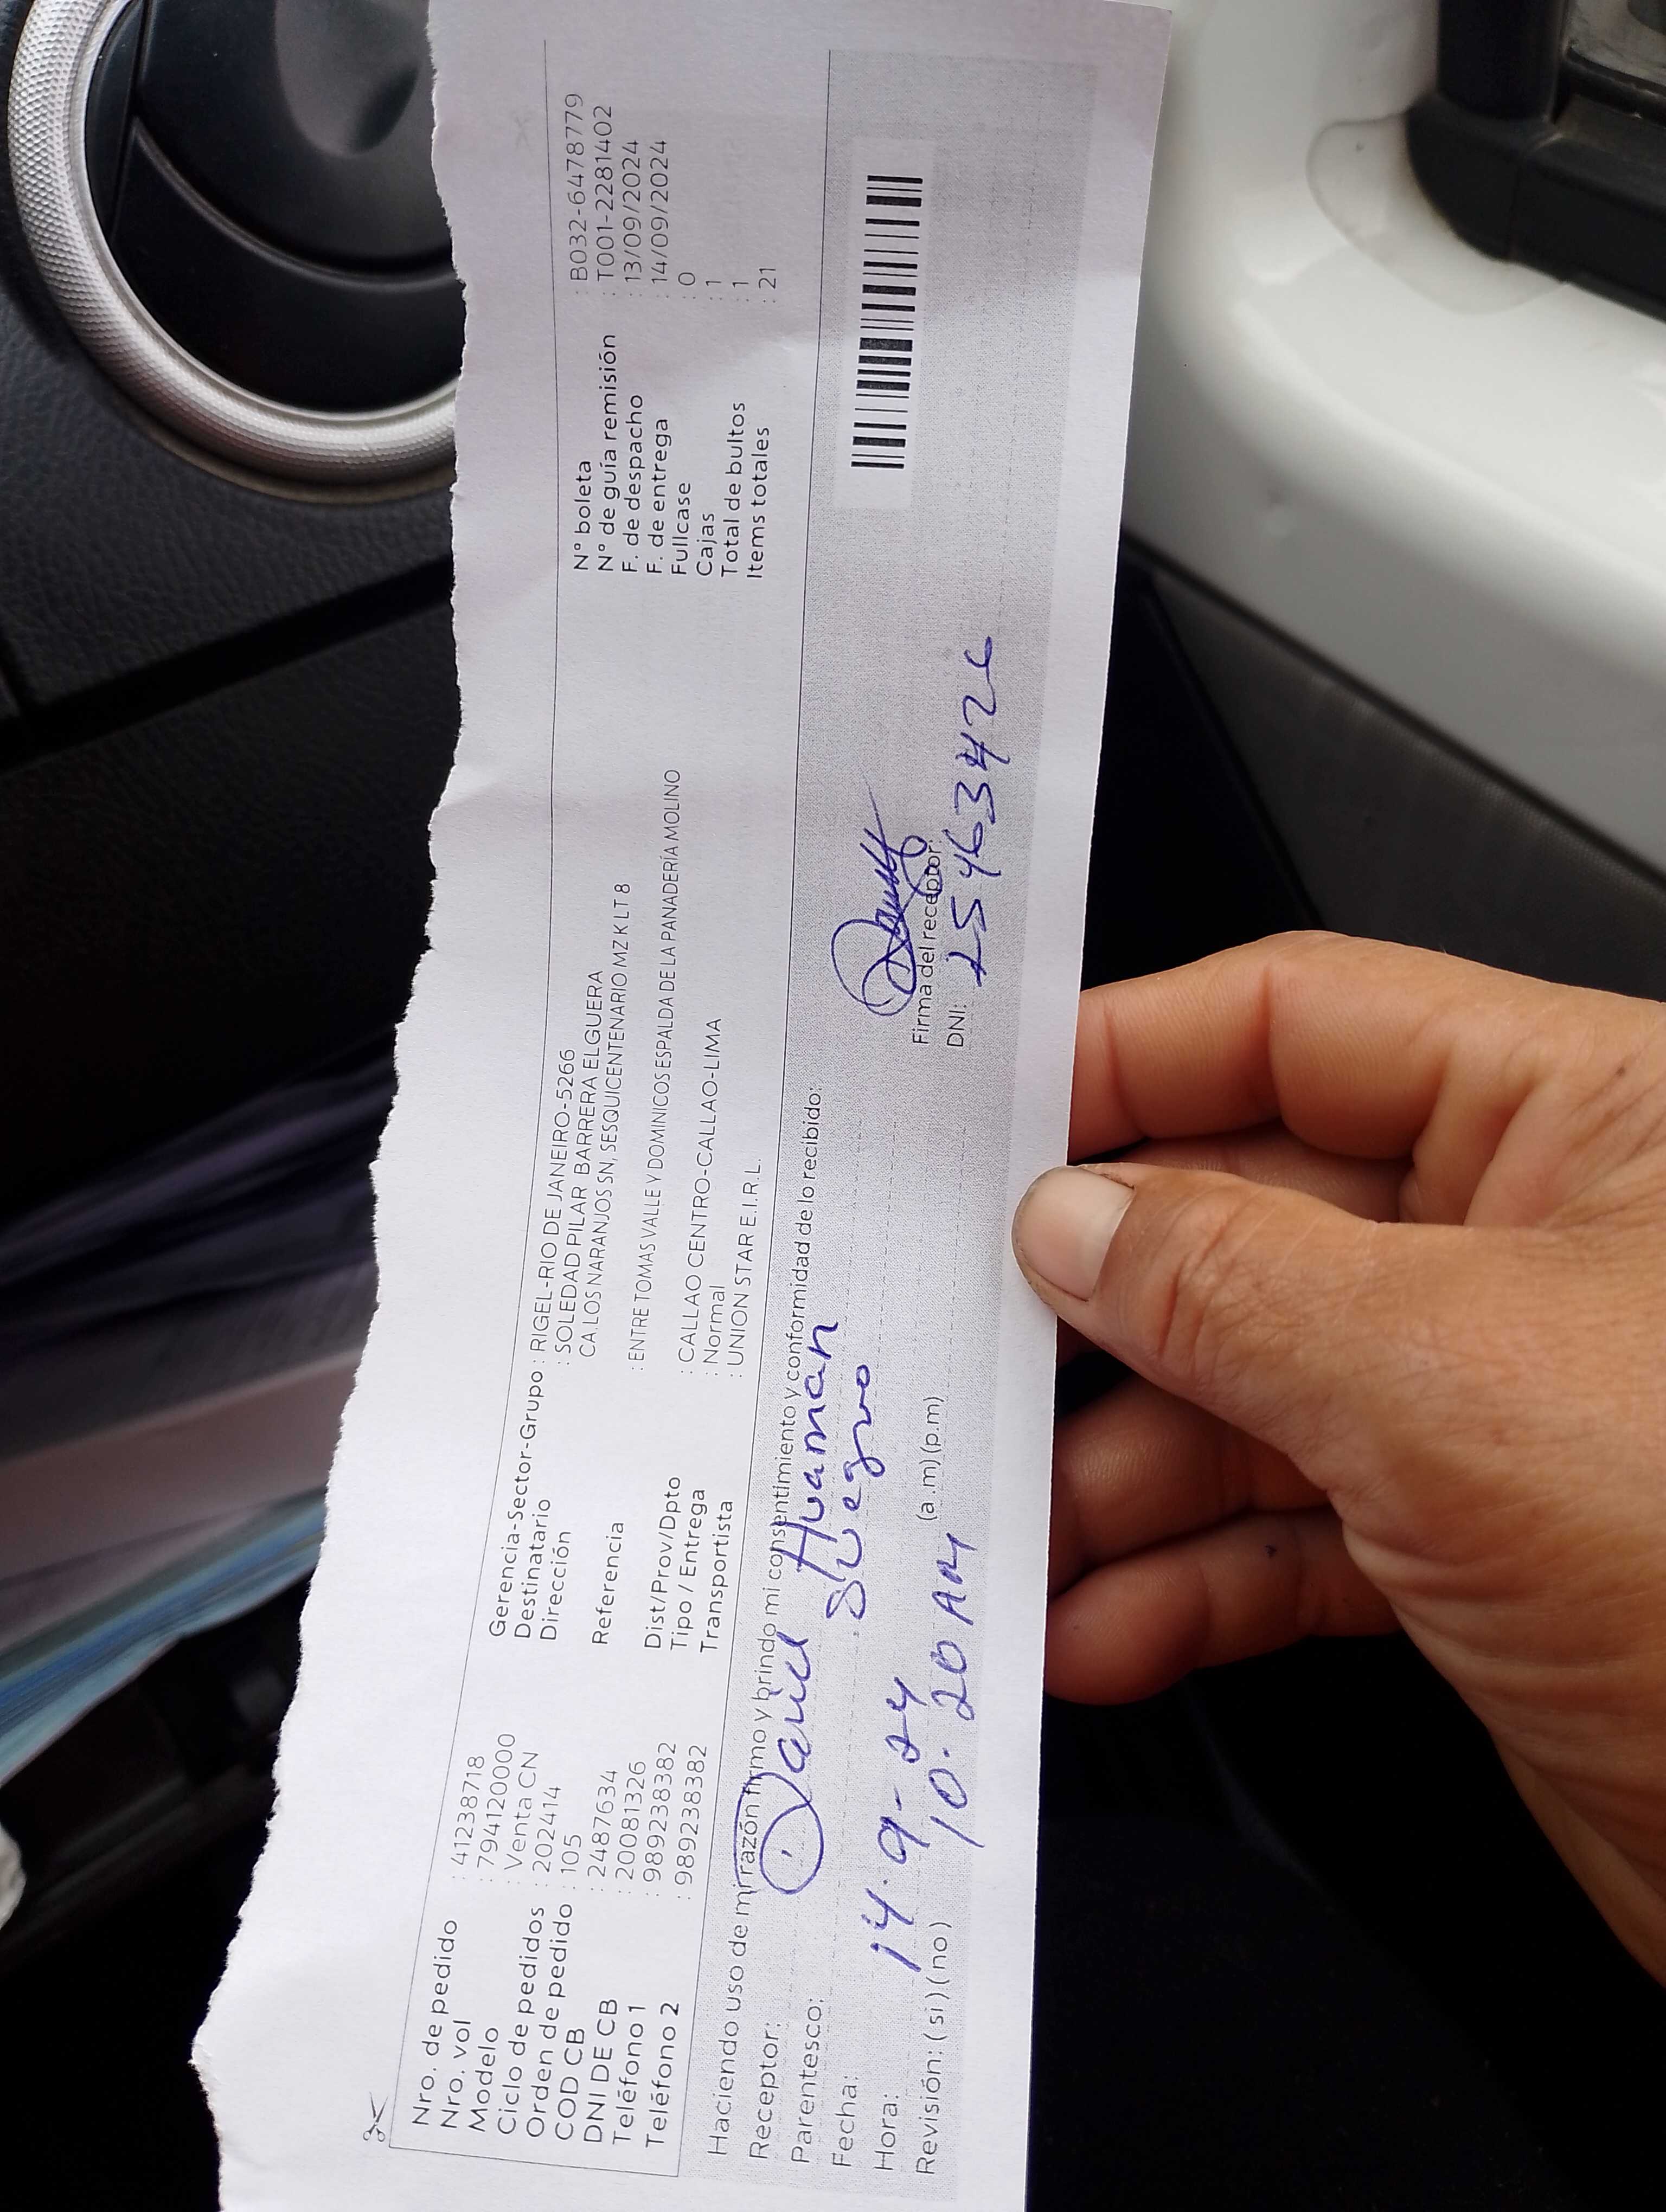 Nro. de pedido : 41238718
Nro. vol : 794120000
Modelo : Venta CN
Ciclo de pedidos : 202414
Orden de pedido : 105
COD CB : 2487634
DNI DE CB : 20081326
Teléfono 1 : 989238382
Teléfono 2 : 989238382
Gerencia-Sector-Grupo : RIGEL-RIO DE JANEIRO-5266
Destinatario : SOLEDAD PILAR BARRERA ELGUERA
Dirección CA.LOS NARANJOS SN, SESQUICENTENARIO MZ K LT 8
Referencia : ENTRE TOMAS VALLE Y DOMINICOS ESPALDA DE LA PANADERÍA MOLINO
Dist/Prov/Dpto : CALLAO CENTRO-CALLAO-LIMA
Tipo / Entrega : Normal
Transportista : UNION STAR E.I.R.L.
N° boleta : B032-6478779
N° de guía remisión : T001-2281402
F. de despacho : 13/09/2024
F. de entrega : 14/09/2024
Fullcase : 0
Cajas : 1
Total de bultos : 1
Items totales : 21
Haciendo uso de mi razón firmo y brindo mi consentimiento y conformidad de lo recibido:
Receptor: David Huaman
Parentesco: Suegro
Fecha: 14.9-24
Hora: 10.20 AM (a.m)(p.m)
Revisión: (si)(no)
Firma del receptor:
DNI: 25463426